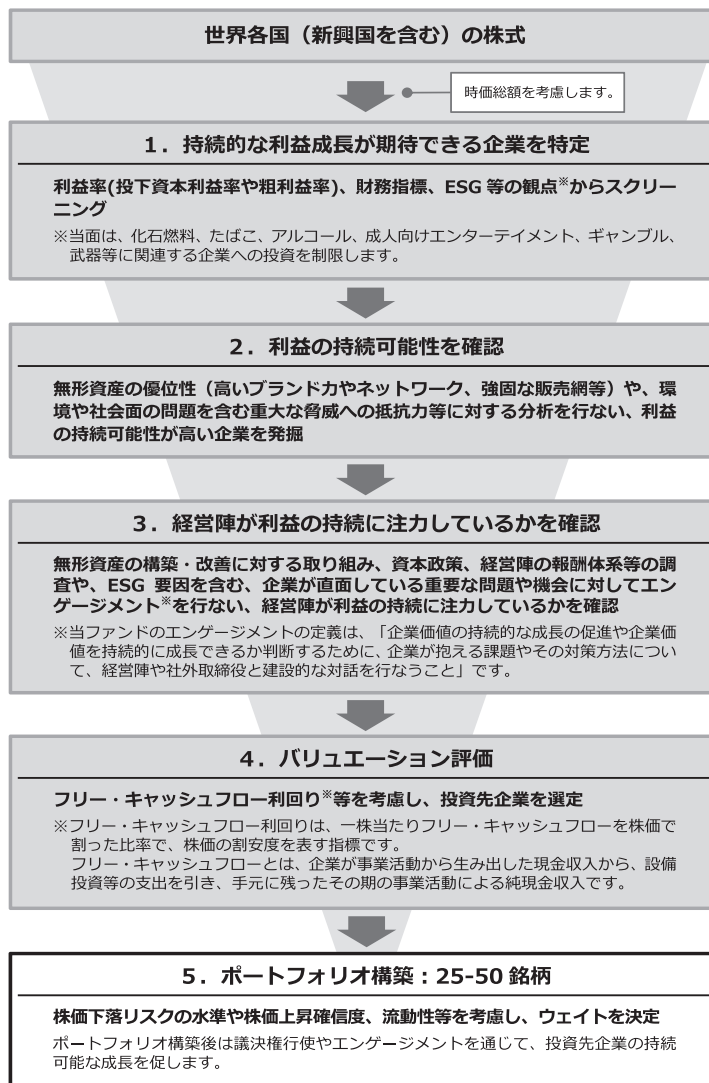 世界各国（新興国を含む）の株式
時価総額を考慮します。
1．持続的な利益成長が期待できる企業を特定
利益率(投下資本利益率や粗利益率)、財務指標、ESG 等の観点※からスクリー
ニング
※当面は、化石燃料、たばこ、アルコール、成人向けエンターテイメント、ギャンブル、
武器等に関連する企業への投資を制限します。
2．利益の持続可能性を確認
無形資産の優位性（高いブランド力やネットワーク、強固な販売網等）や、環
境や社会面の問題を含む重大な脅威への抵抗力等に対する分析を行ない、利益
の持続可能性が高い企業を発掘
3．経営陣が利益の持続に注力しているかを確認
無形資産の構築・改善に対する取り組み、資本政策、経営陣の報酬体系等の調
査や、ESG 要因を含む、企業が直面している重要な問題や機会に対してエン
ゲージメント※を行ない、経営陣が利益の持続に注力しているかを確認
※当ファンドのエンゲージメントの定義は、「企業価値の持続的な成長の促進や企業価
値を持続的に成長できるか判断するために、企業が抱える課題やその対策方法につい
て、経営陣や社外取締役と建設的な対話を行なうこと」です。
4．バリュエーション評価
フリー・キャッシュフロー利回り※等を考慮し、投資先企業を選定
※フリー・キャッシュフロー利回りは、一株当たりフリー・キャッシュフローを株価で
割った比率で、株価の割安度を表す指標です。
フリー・キャッシュフローとは、企業が事業活動から生み出した現金収入から、設備
投資等の支出を引き、手元に残ったその期の事業活動による純現金収入です。
5．ポートフォリオ構築：25-50 銘柄
株価下落リスクの水準や株価上昇確信度、流動性等を考慮し、ウェイトを決定
ポートフォリオ構築後は議決権行使やエンゲージメントを通じて、投資先企業の持続
可能な成長を促します。